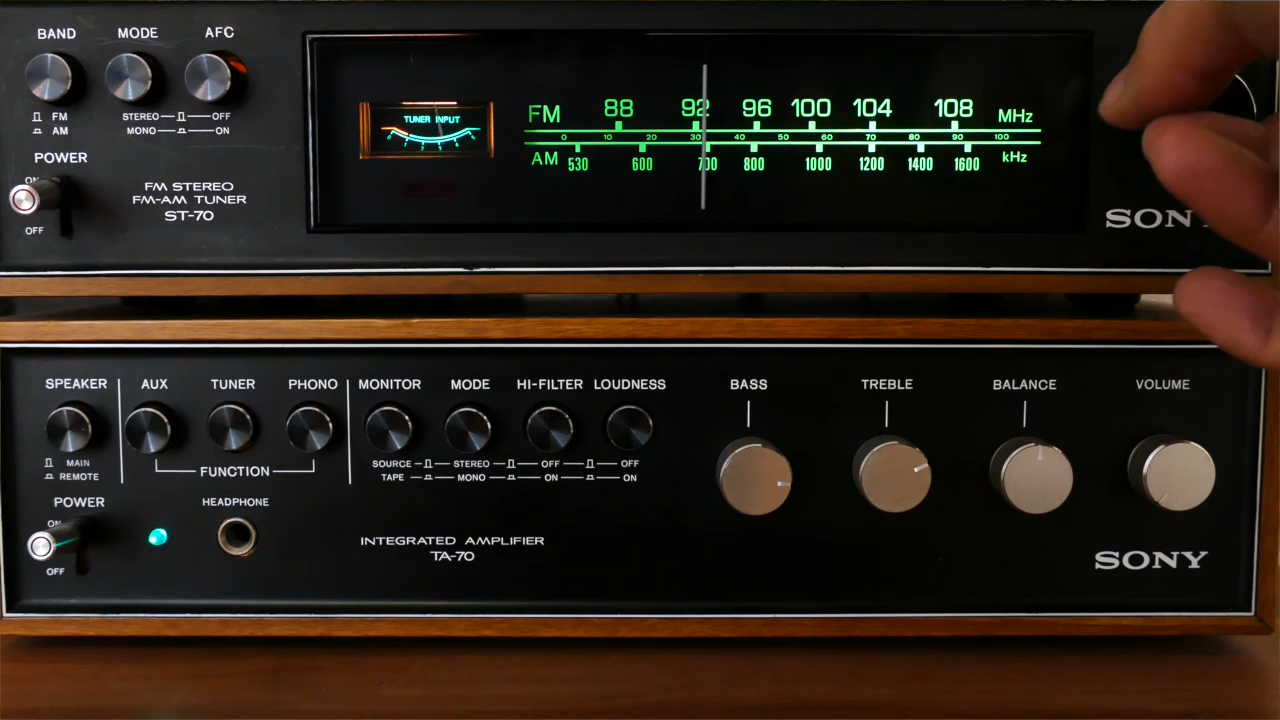 BAND MODE AFC
FM STEREO OFF
AM MONO ON
POWER
ON
OFF
FM STEREO
FM-AM TUNER
ST-70
TUNER INPUT
FM 88 92 96 100 104 108 MHz
0 10 20 30 40 50 60 70 80 90 100
AM 530 600 700 800 1000 1200 1400 1600 kHz
SONY
SPEAKER AUX TUNER PHONO MONITOR MODE HI-FILTER LOUDNESS BASS TREBLE BALANCE VOLUME
MAIN SOURCE STEREO OFF OFF
REMOTE FUNCTION TAPE MONO ON ON
POWER HEADPHONE
ON
OFF
INTEGRATED AMPLIFIER
TA-70
SONY